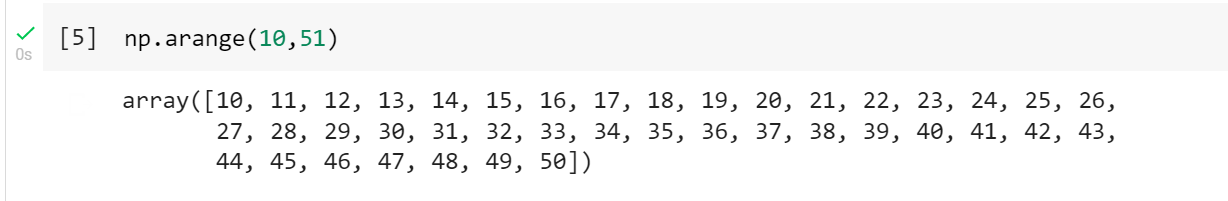 [5] np.arange(10,51)
0s
array([10, 11, 12, 13, 14, 15, 16, 17, 18, 19, 20, 21, 22, 23, 24, 25, 26,
27, 28, 29, 30, 31, 32, 33, 34, 35, 36, 37, 38, 39, 40, 41, 42, 43,
44, 45, 46, 47, 48, 49, 50])